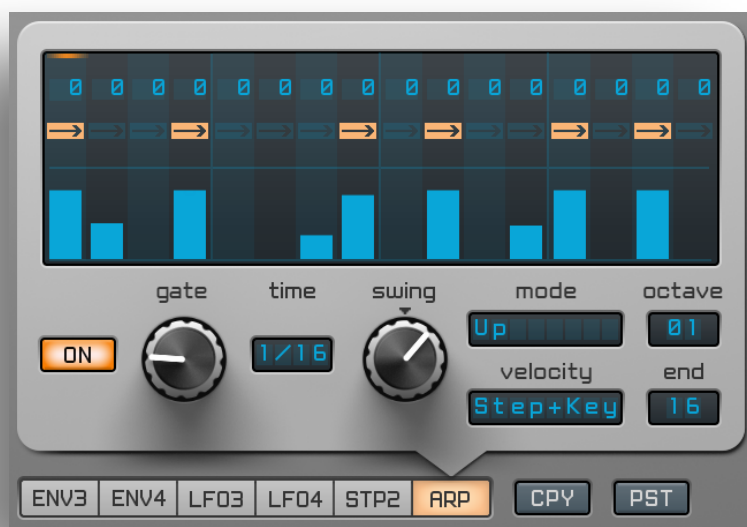 0 0 0 0 0 0 0 0 0 0 0 0 0 0 0 0
gate time swing mode octave
ON 1/16 Up 01
velocity end
Step+Key 16
ENV3 ENV4 LFO3 LFO4 STP2 ARP CPY PST